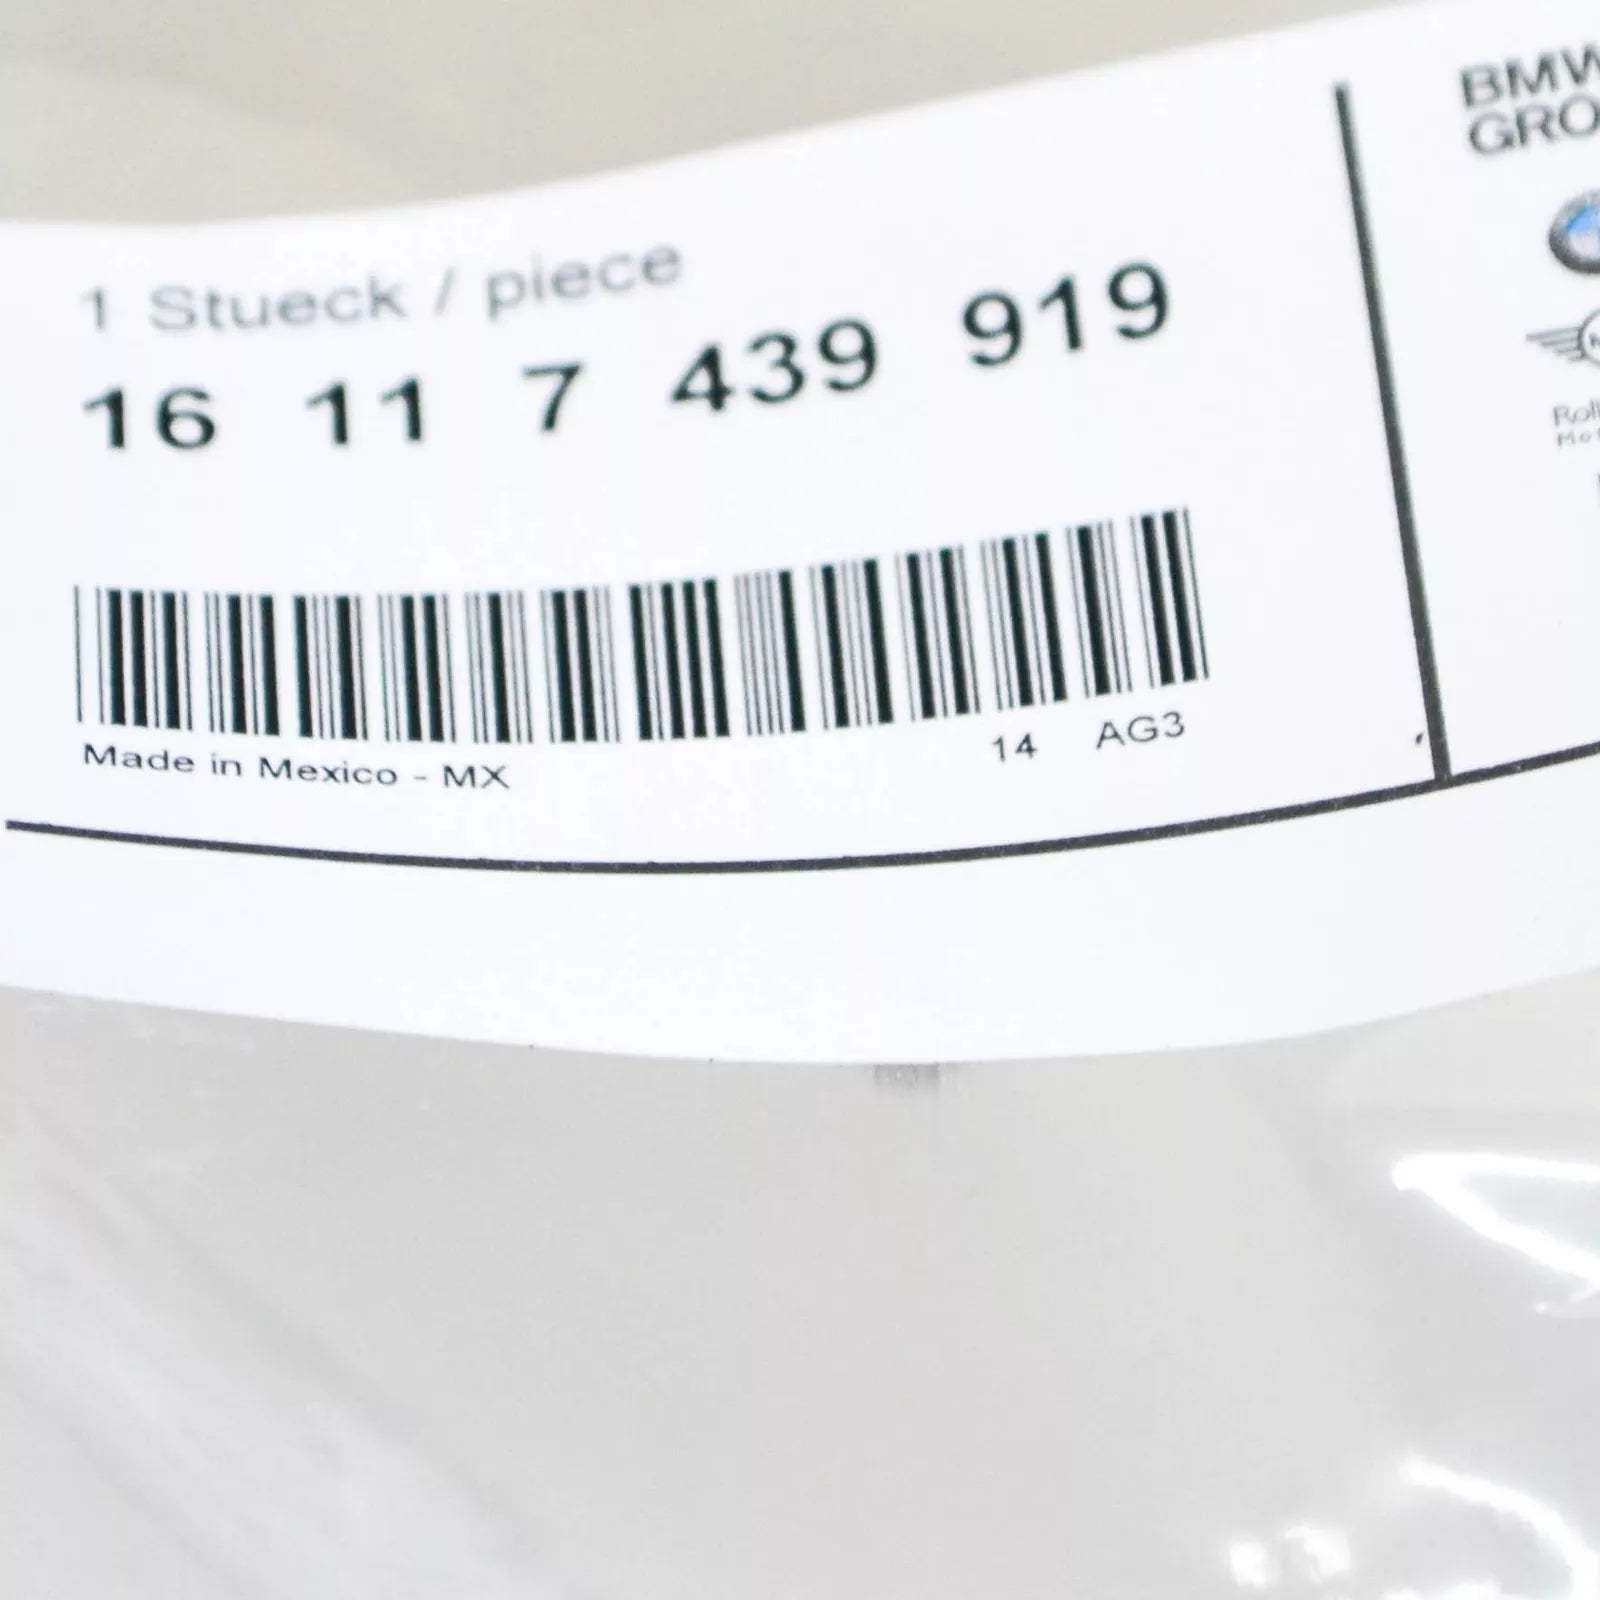 1 Stueck / piece
16 11 7 439 919
Made in Mexico - MX
14 AG3
BMW
GRO